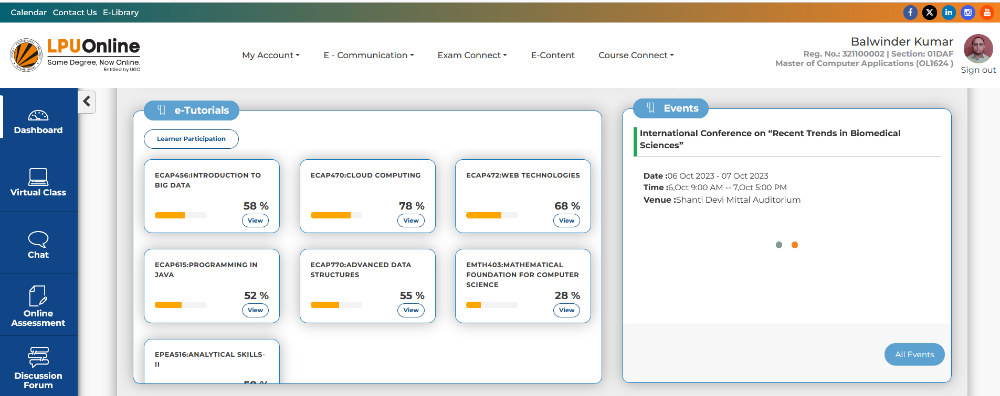 Calendar Contact Us E-Library
LPUOnline
Same Degree, Now Online.
Entitled by UGC
My Account E - Communication Exam Connect E-Content Course Connect
Balwinder Kumar
Reg. No.: 321100002 | Section: 01DAF
Master of Computer Applications (OL1624 )
Sign out
Dashboard
Virtual Class
Chat
Online
Assessment
Discussion
Forum
e-Tutorials
Learner Participation
ECAP456:INTRODUCTION TO
BIG DATA
58 %
View
ECAP470:CLOUD COMPUTING
78 %
View
ECAP472:WEB TECHNOLOGIES
68 %
View
ECAP615:PROGRAMMING IN
JAVA
52 %
View
ECAP770:ADVANCED DATA
STRUCTURES
55 %
View
EMTH403:MATHEMATICAL
FOUNDATION FOR COMPUTER
SCIENCE
28 %
View
EPEA516:ANALYTICAL SKILLS-
II
Events
International Conference on “Recent Trends in Biomedical
Sciences”
Date :06 Oct 2023 - 07 Oct 2023
Time :6,Oct 9:00 AM -- 7,Oct 5:00 PM
Venue :Shanti Devi Mittal Auditorium
All Events